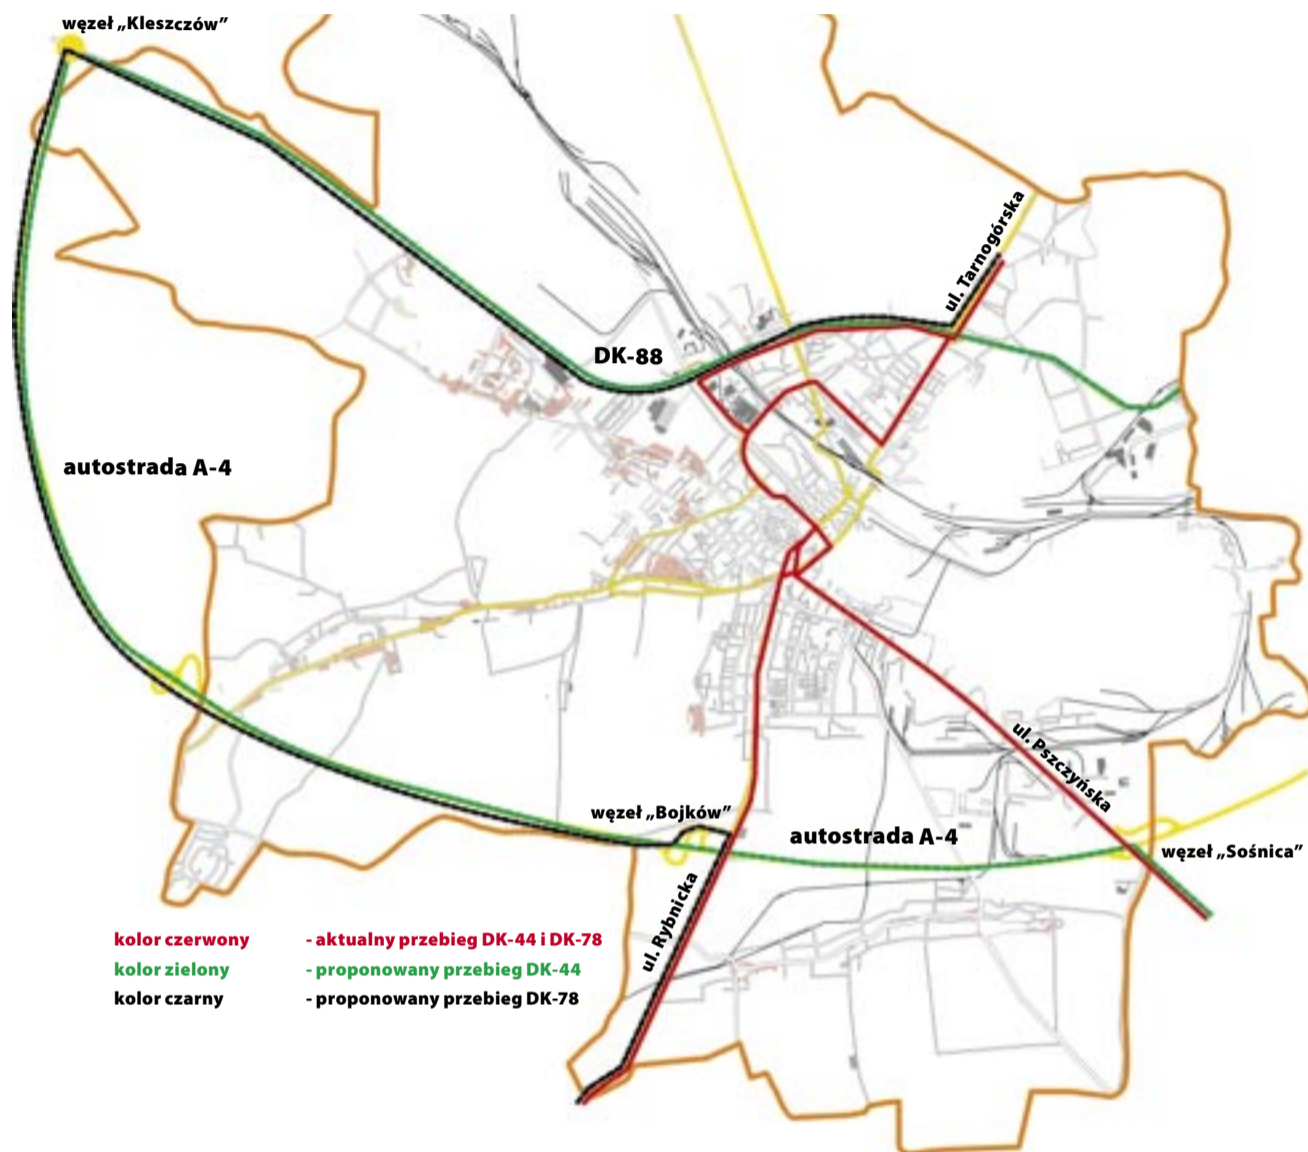 węzeł „Kleszczów”
ul. Tarnogórska
DK-88
autostrada A-4
ul. Pszczyńska
węzeł „Bojków”
autostrada A-4
węzeł „Sośnica”
ul. Rybnicka
kolor czerwony - aktualny przebieg DK-44 i DK-78
kolor zielony - proponowany przebieg DK-44
kolor czarny - proponowany przebieg DK-78